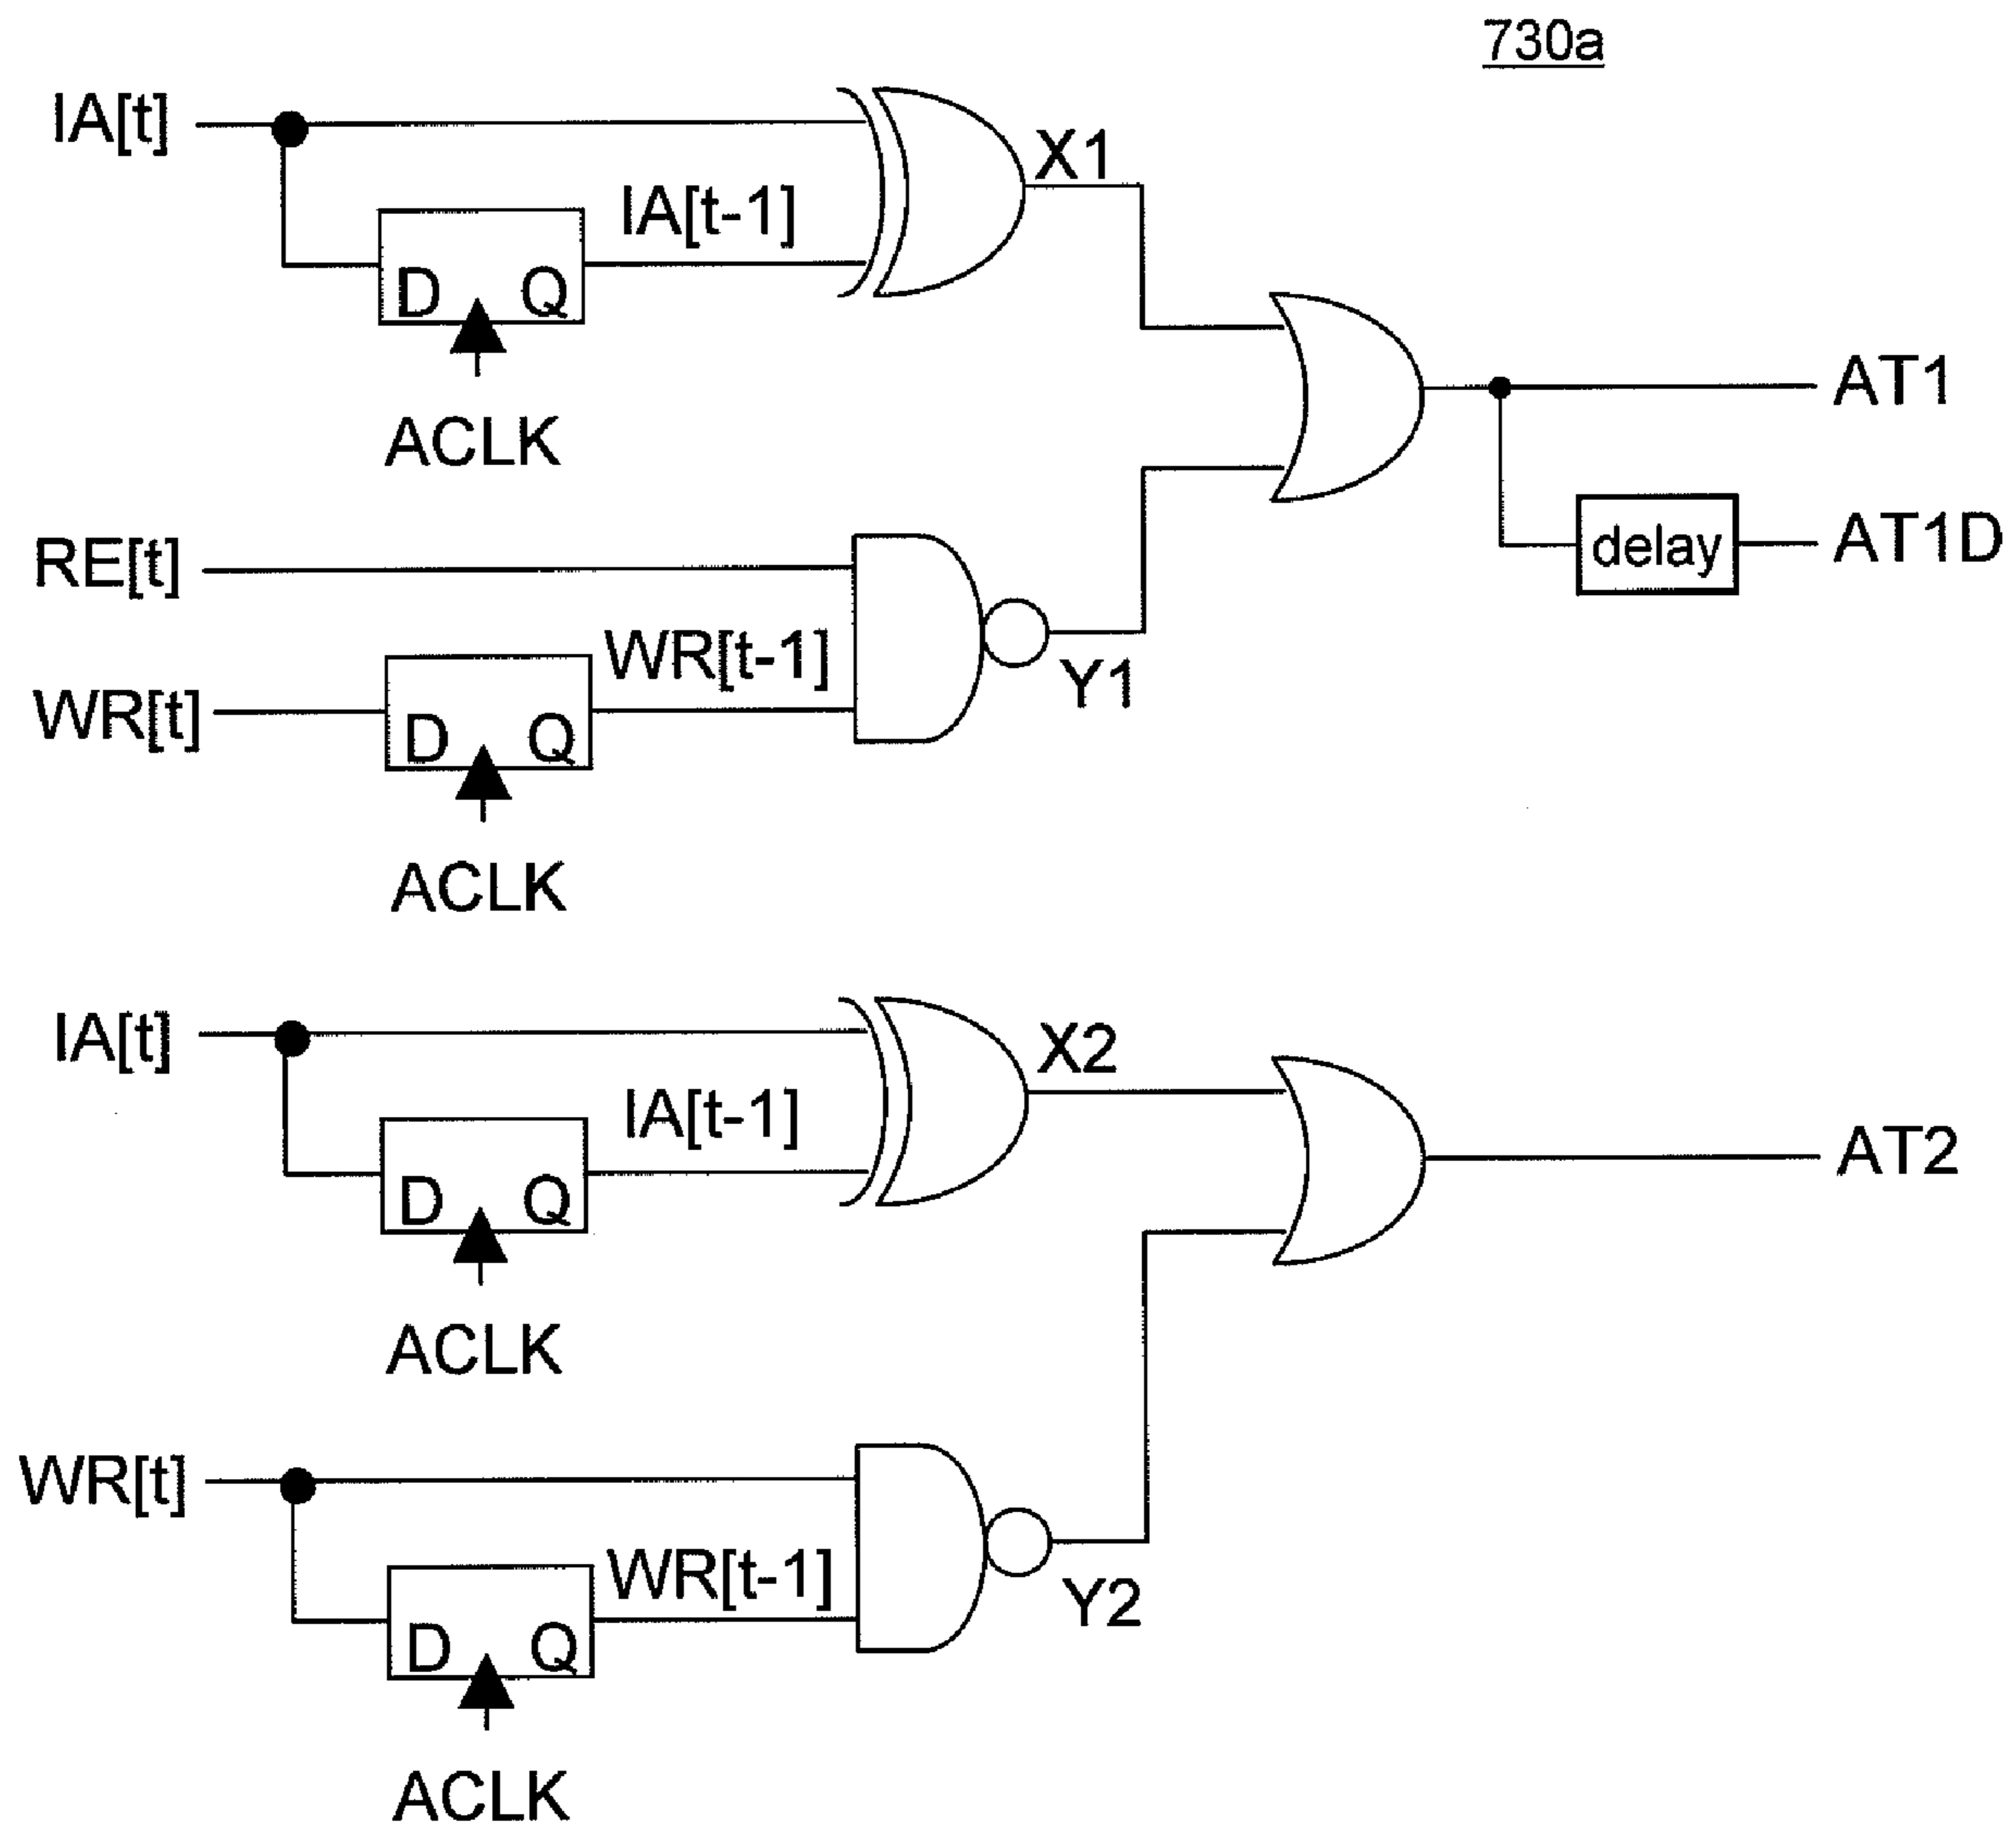 730a
IA[t]
X1
IA[t-1]
D Q
ACLK
AT1
RE[t]
delay
AT1D
WR[t-1]
Y1
WR[t]
D Q
ACLK
IA[t]
X2
IA[t-1]
D Q
AT2
ACLK
WR[t]
WR[t-1]
Y2
D Q
ACLK